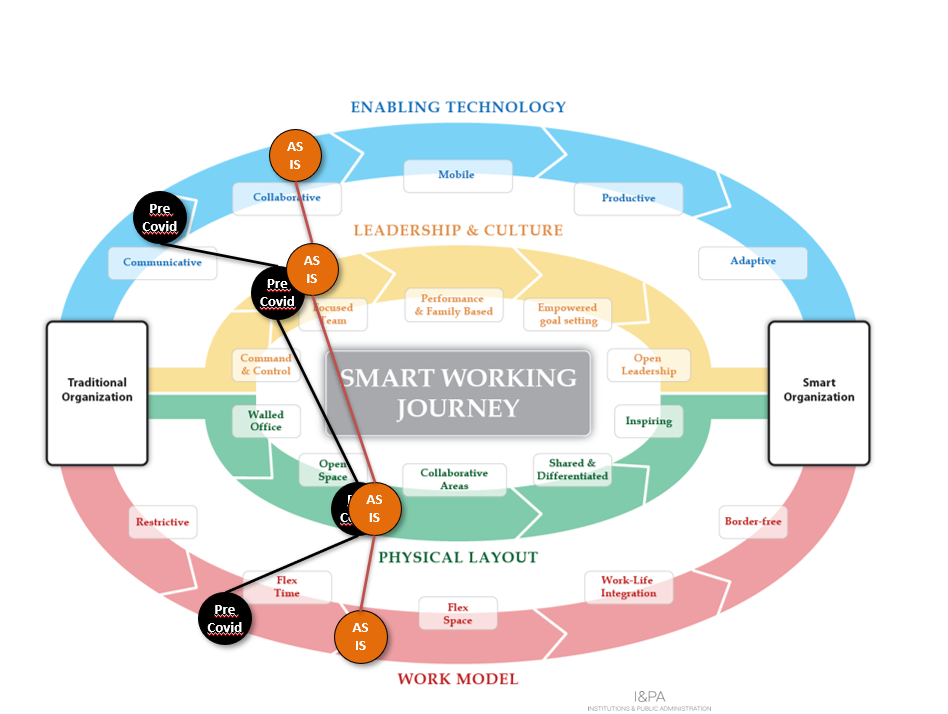 ENABLING TECHNOLOGY
AS
IS
Mobile
Collaborative
Productive
Pre
Covid
Communicative
Adaptive
LEADERSHIP & CULTURE
AS
IS
Pre
Covid
Focused
Team
Performance
& Family Based
Empowered
goal setting
Command
& Control
Open
Leadership
Traditional
Organization
SMART WORKING
JOURNEY
Smart
Organization
Walled
Office
Inspiring
Open
Space
Collaborative
Areas
Shared &
Differentiated
AS
IS
Restrictive
Border-free
PHYSICAL LAYOUT
Flex
Time
Work-Life
Integration
Flex
Space
Pre
Covid
AS
IS
WORK MODEL
I&PA
INSTITUTIONS & PUBLIC ADMINISTRATION